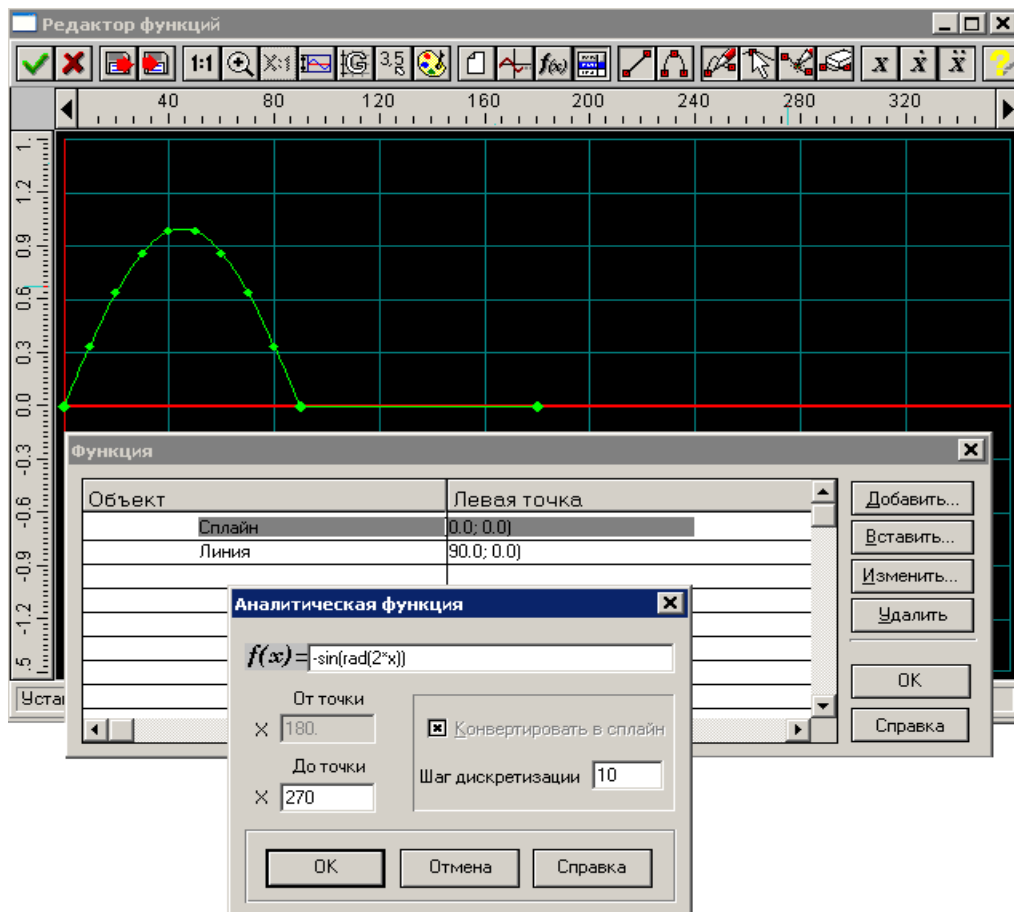 Редактор функций
1:1 X:1 G 3,5 f(x) x ẋ ẍ ?
40 80 120 160 200 240 280 320
1.
1.2
0.9
0.6
0.3
0.0
-0.3
-0.6
-0.9
-1.2
.5
Уста
Функция
Объект Левая точка
Сплайн 0.0; 0.0)
Линия 90.0; 0.0)
Добавить...
Вставить...
Изменить...
Удалить
OK
Справка
Аналитическая функция
f(x)= -sin(rad(2*x))
От точки
X 180.
Конвертировать в сплайн
До точки
X 270
Шаг дискретизации 10
OK Отмена Справка